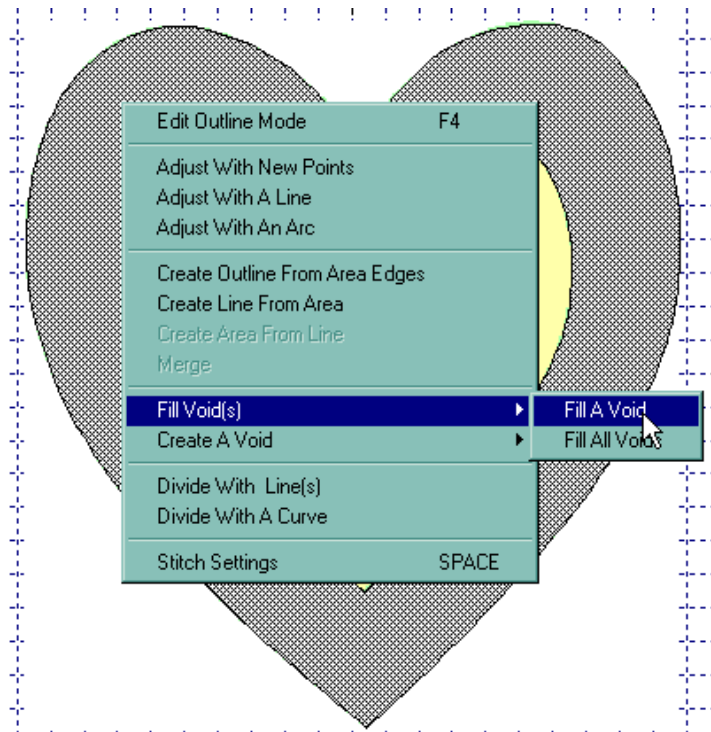 Edit Outline Mode F4
Adjust With New Points
Adjust With A Line
Adjust With An Arc
Create Outline From Area Edges
Create Line From Area
Create Area From Line
Merge
Fill Void(s)
Fill A Void
Create A Void
Fill All Voids
Divide With Line(s)
Divide With A Curve
Stitch Settings SPACE